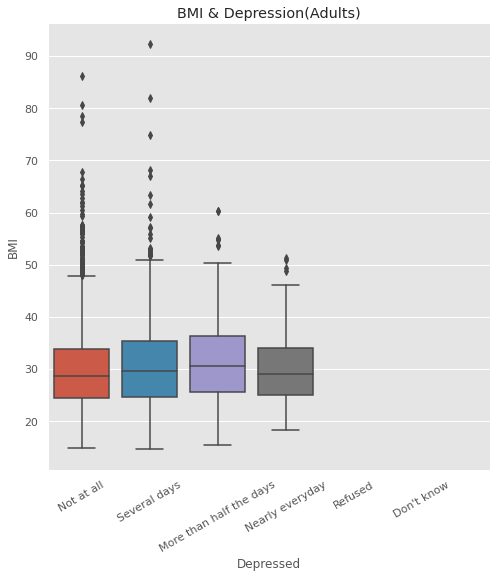 BMI & Depression(Adults)
90
80
70
60
50
40
30
20
BMI
Not at all
Several days
More than half the days
Nearly everyday
Refused
Don't know
Depressed